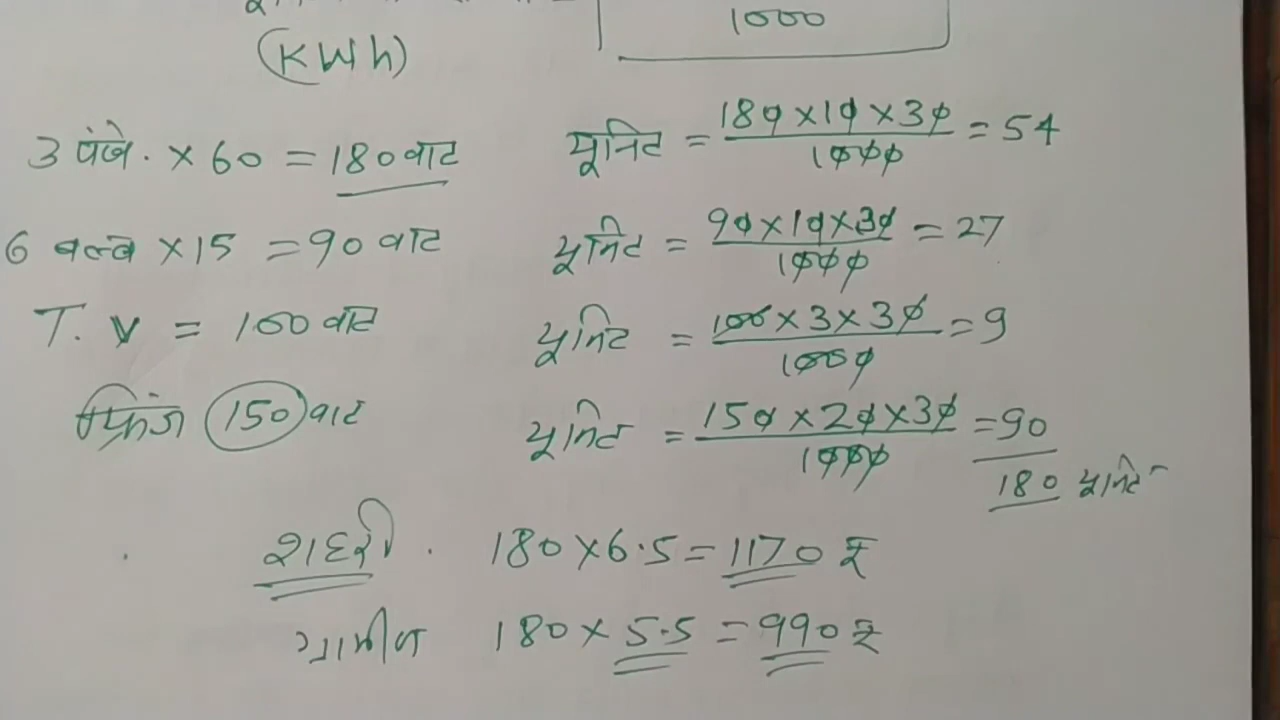 1000
(KWh)
3 पंखे. × 60 = 180 वाट यूनिट = 180×10×30 / 1000 = 54
6 बल्ब × 15 = 90 वाट यूनिट = 90×10×30 / 1000 = 27
T. V = 100 वाट यूनिट = 100×3×30 / 1000 = 9
फ्रिज 150 वाट यूनिट = 150×20×30 / 1000 = 90
180 यूनिट
शहरी . 180×6.5 = 1170 ₹
ग्रामीण 180×5.5 = 990 ₹